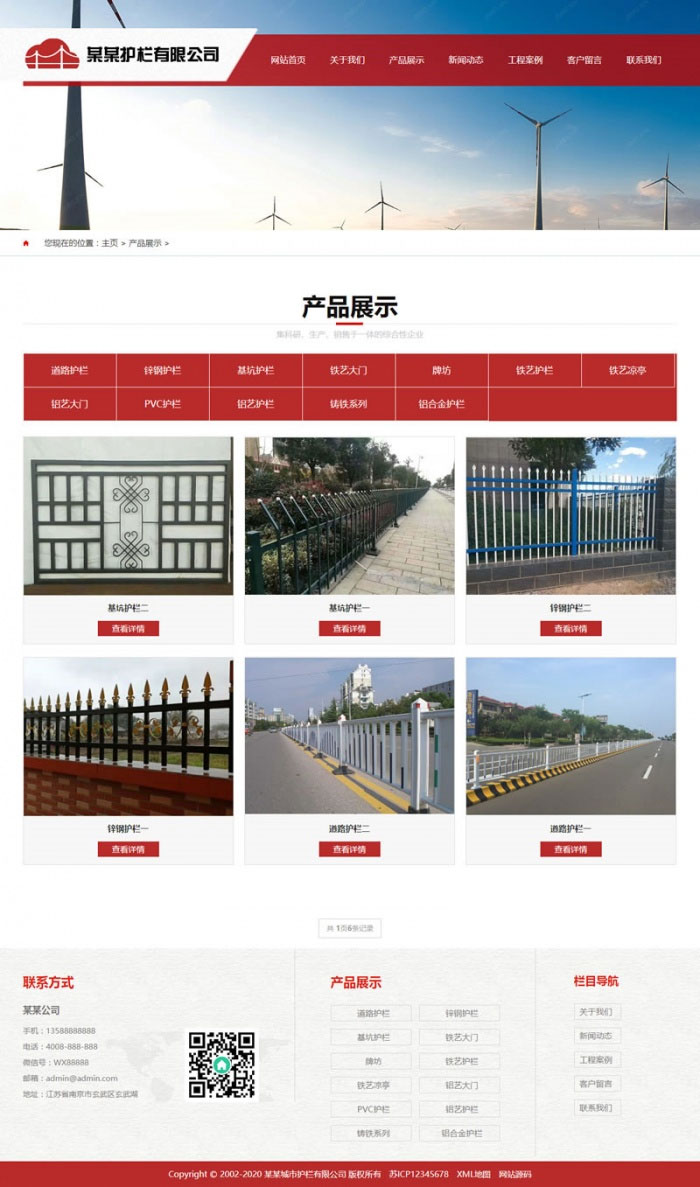 某某护栏有限公司
网站首页 关于我们 产品展示 新闻动态 工程案例 客户留言 联系我们
您现在的位置：主页 > 产品展示 >
产品展示
集科研、生产、销售于一体的综合性企业
道路护栏 锌钢护栏 基坑护栏 铁艺大门 牌坊 铁艺护栏 铁艺凉亭
铝艺大门 PVC护栏 铝艺护栏 铸铁系列 铝合金护栏
基坑护栏二 基坑护栏一 锌钢护栏二
查看详情 查看详情 查看详情
锌钢护栏一 道路护栏二 道路护栏一
查看详情 查看详情 查看详情
共 1页6条记录
联系方式
某某公司
手机：13588888888
电话：4008-888-888
微信号：WX88888
邮箱：admin@admin.com
地址：江苏省南京市玄武区玄武湖
产品展示
道路护栏 锌钢护栏
基坑护栏 铁艺大门
牌坊 铁艺护栏
铁艺凉亭 铝艺大门
PVC护栏 铝艺护栏
铸铁系列 铝合金护栏
栏目导航
关于我们
新闻动态
工程案例
客户留言
联系我们
Copyright © 2002-2020 某某城市护栏有限公司 版权所有 苏ICP12345678 XML地图 网站源码